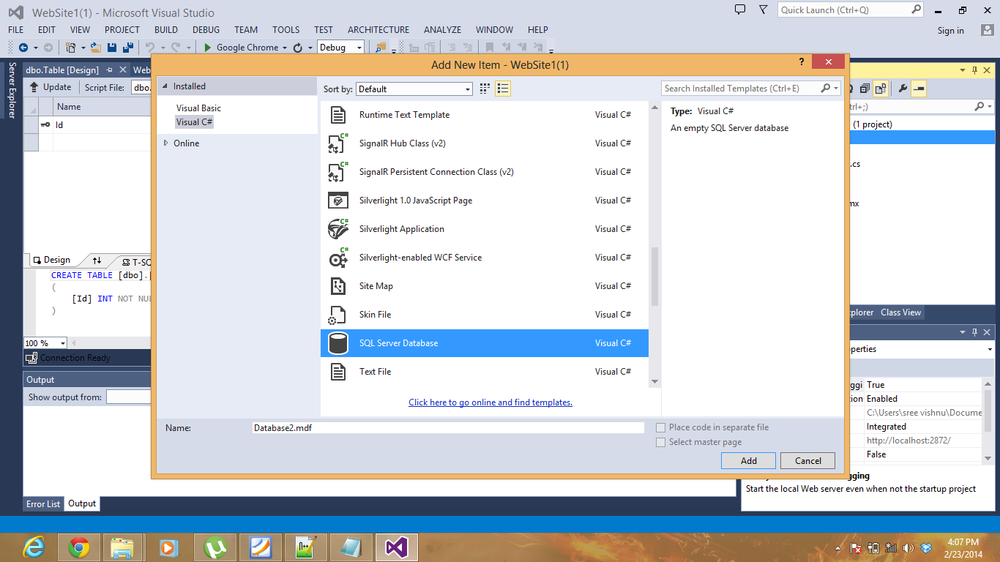 WebSite1(1) - Microsoft Visual Studio
Quick Launch (Ctrl+Q)
FILE EDIT VIEW PROJECT BUILD DEBUG TEAM TOOLS TEST ARCHITECTURE ANALYZE WINDOW HELP
Sign in
Google Chrome
Debug
Server Explorer
dbo.Table [Design]
Web
Update
Script File:
dbo.
Name
Id
Design
T-SQ
CREATE TABLE [dbo].[
(
[Id] INT NOT NUL
)
100 %
Connection Ready
Output
Show output from:
Error List
Output
Add New Item - WebSite1(1)
?
Installed
Visual Basic
Visual C#
Online
Sort by:
Default
Search Installed Templates (Ctrl+E)
Runtime Text Template Visual C#
SignalR Hub Class (v2) Visual C#
SignalR Persistent Connection Class (v2) Visual C#
Silverlight 1.0 JavaScript Page Visual C#
Silverlight Application Visual C#
Silverlight-enabled WCF Service Visual C#
Site Map Visual C#
Skin File Visual C#
SQL Server Database Visual C#
Text File Visual C#
Click here to go online and find templates.
Type: Visual C#
An empty SQL Server database
Name:
Database2.mdf
Place code in separate file
Select master page
Add
Cancel
trl+;)
(1 project)
.cs
mx
plorer
Class View
perties
ggi True
ion Enabled
C:\Users\sree vishnu\Docume
Integrated
http://localhost:2872/
False
gging
Start the local Web server even when not the startup project
4:07 PM
2/23/2014